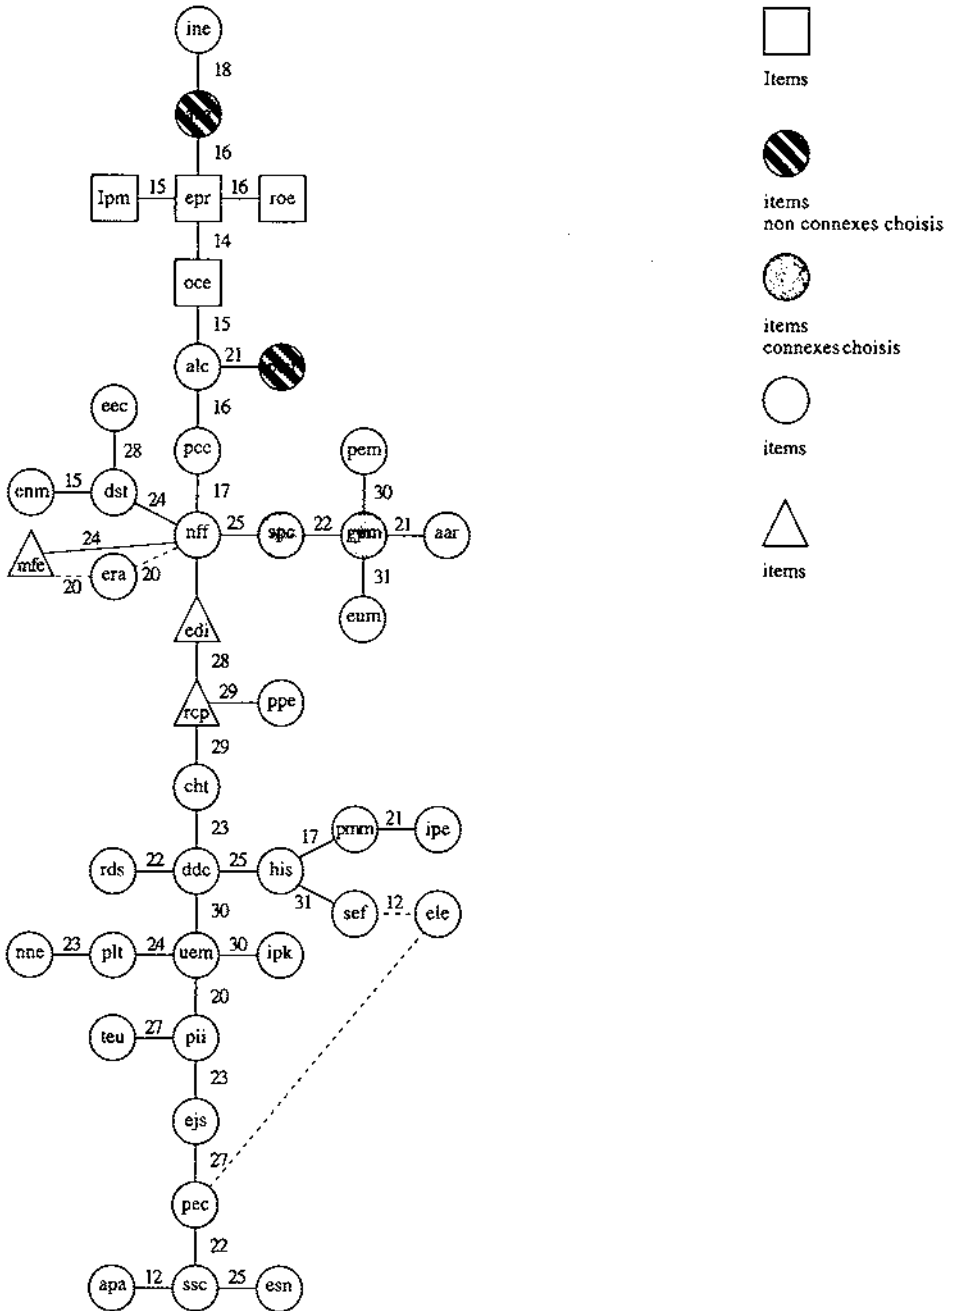 ine
18
16
Ipm 15 epr 16 roe
14
oce
15
alc 21
16
eec
28
pcc
pem
30
enm 15 dst
24
17
nff 25 spc 22 21 aar
mfe 24
20 era 20
31
eum
edi
28
rcp 29 ppe
29
cht
23
pmm 21 ipe
17
rds 22 ddc 25 his
31
sef 12 ele
30
nne 23 plt 24 uem 30 ipk
20
teu 27 pii
23
ejs
27
pec
22
apa 12 ssc 25 esn
Items
items
non connexes choisis
items
connexes choisis
items
items